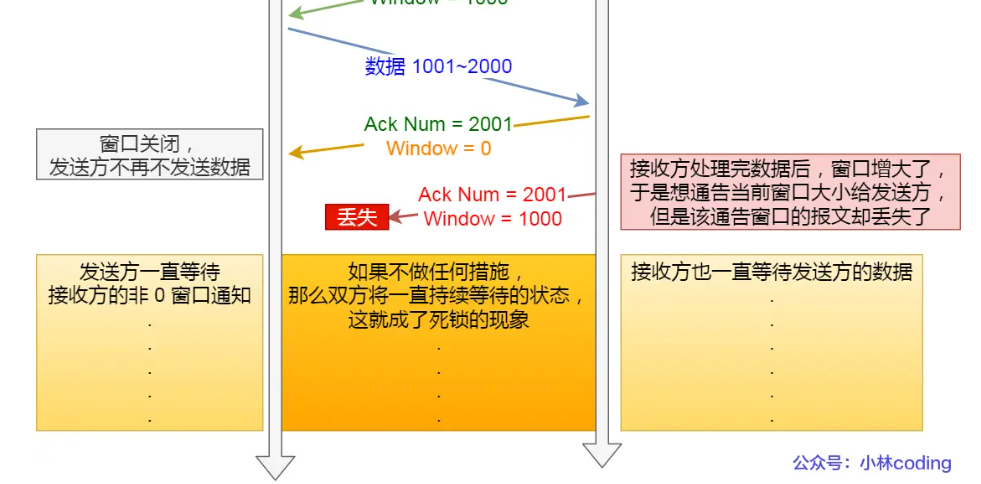 Window = 1000
数据 1001~2000
Ack Num = 2001
Window = 0
窗口关闭，
发送方不再不发送数据
接收方处理完数据后，窗口增大了，
于是想通告当前窗口大小给发送方，
但是该通告窗口的报文却丢失了
Ack Num = 2001
Window = 1000
丢失
发送方一直等待
接收方的非 0 窗口通知
.
.
.
.
.
如果不做任何措施，
那么双方将一直持续等待的状态，
这就成了死锁的现象
.
.
.
.
接收方也一直等待发送方的数据
.
.
.
.
.
.
公众号：小林coding